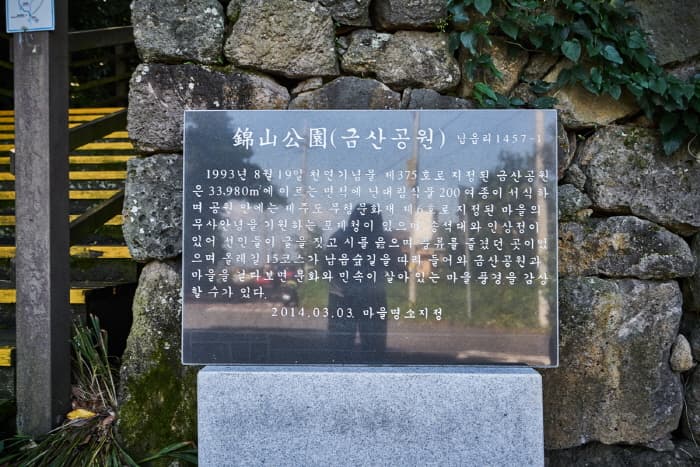 錦山公園(금산공원) 납읍리1457-1
1993년 8월 19일 천연기념물 제375호로 지정된 금산공원
은 33,980㎡에 이르는 면적에 난대림식물 200여종이 서식하
며 공원 안에는 제주도 무형문화재 제6호로 지정된 마을의
무사안녕을 기원하는 포제청이 있으며 송석대와 인상정이
있어 선인들이 글을 짓고 시를 읊으며 풍류를 즐겼던 곳이었
으며 올레길 15코스가 납읍숲길을 따라 들어와 금산공원과
마을을 걷다보면 문화와 민속이 살아있는 마을 풍경을 감상
할 수가 있다.
2014.03.03. 마을명소지정